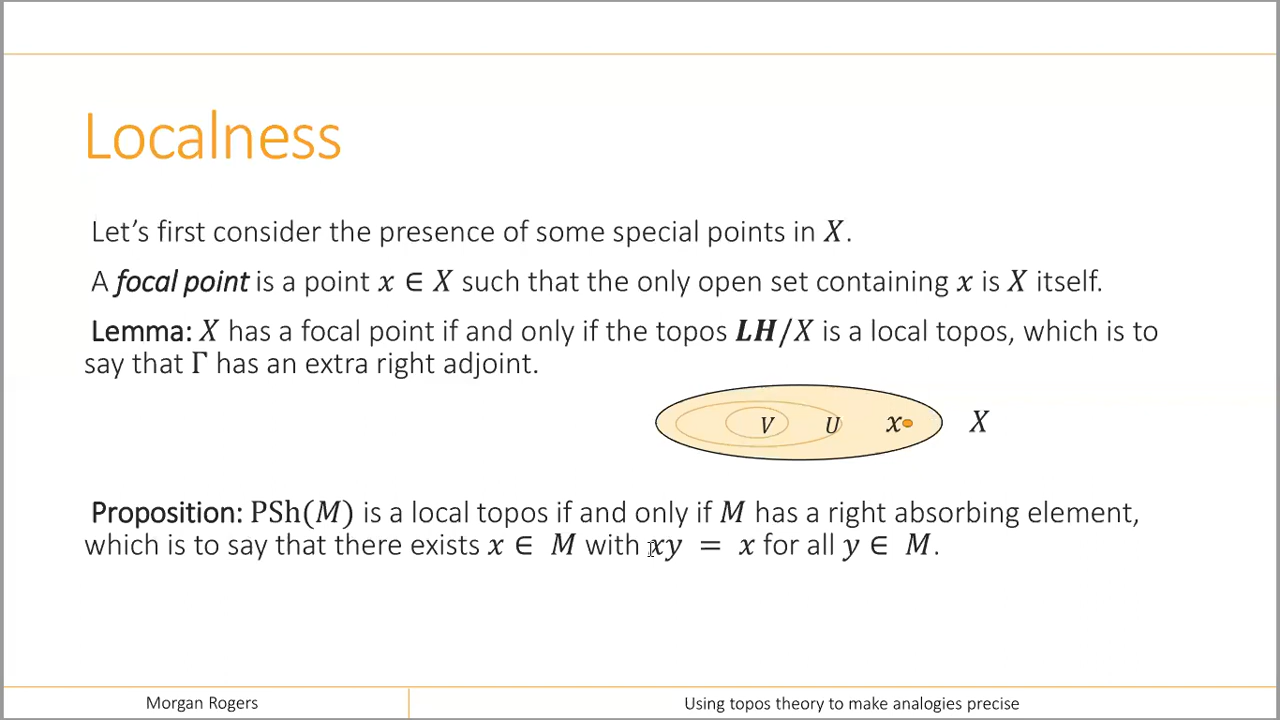 Localness
Let’s first consider the presence of some special points in X.
A focal point is a point x ∈ X such that the only open set containing x is X itself.
Lemma: X has a focal point if and only if the topos LH/X is a local topos, which is to
say that Γ has an extra right adjoint.
V U x X
Proposition: PSh(M) is a local topos if and only if M has a right absorbing element,
which is to say that there exists x ∈ M with xy = x for all y ∈ M.
Morgan Rogers
Using topos theory to make analogies precise